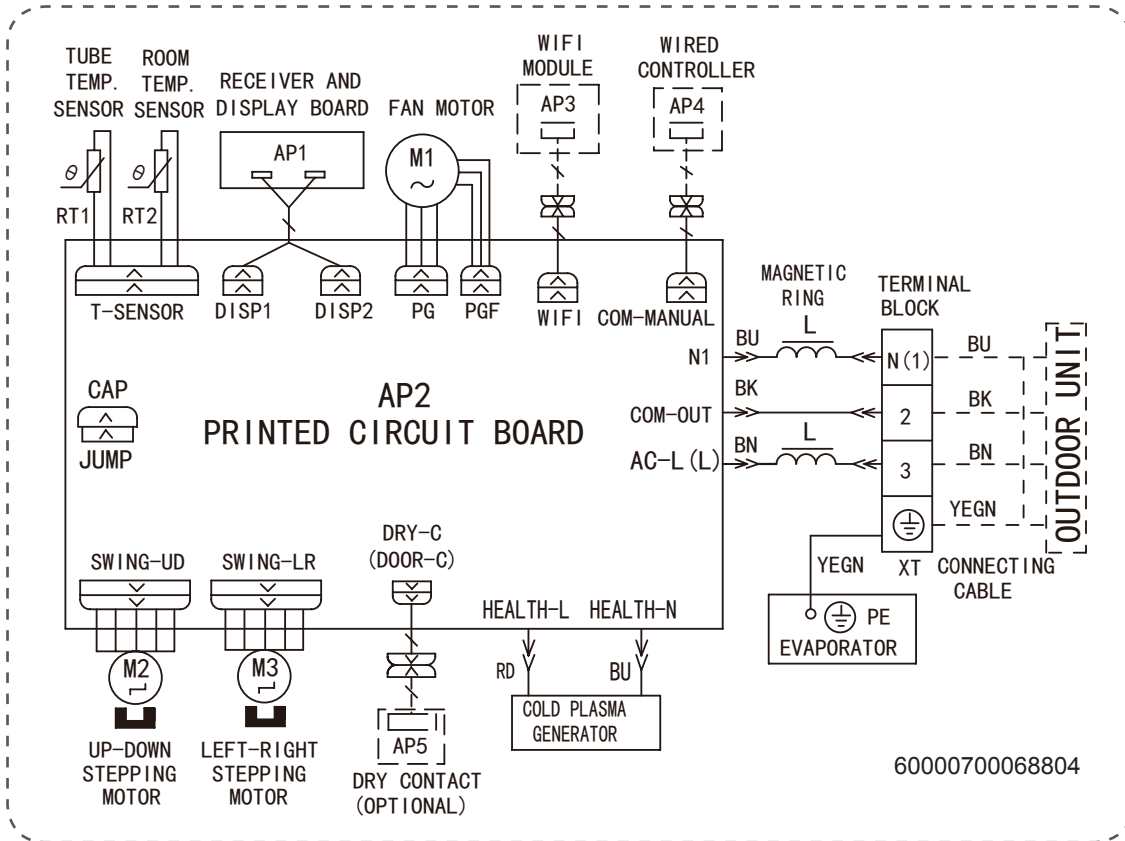 TUBE
TEMP.
SENSOR
ROOM
TEMP.
SENSOR
RECEIVER AND
DISPLAY BOARD
FAN MOTOR
WIFI
MODULE
WIRED
CONTROLLER
AP3
AP4
AP1
M1
θ
θ
RT1
RT2
T-SENSOR
DISP1
DISP2
PG
PGF
WIFI
COM-MANUAL
MAGNETIC
RING
TERMINAL
BLOCK
N1
BU
L
N(1)
BU
CAP
JUMP
AP2
PRINTED CIRCUIT BOARD
COM-OUT
BK
2
BK
AC-L(L)
BN
L
3
BN
YEGN
OUTDOOR UNIT
YEGN
XT
CONNECTING
CABLE
PE
EVAPORATOR
SWING-UD
SWING-LR
DRY-C
(DOOR-C)
HEALTH-L
HEALTH-N
M2
M3
RD
BU
COLD PLASMA
GENERATOR
AP5
UP-DOWN
STEPPING
MOTOR
LEFT-RIGHT
STEPPING
MOTOR
DRY CONTACT
(OPTIONAL)
60000700068804